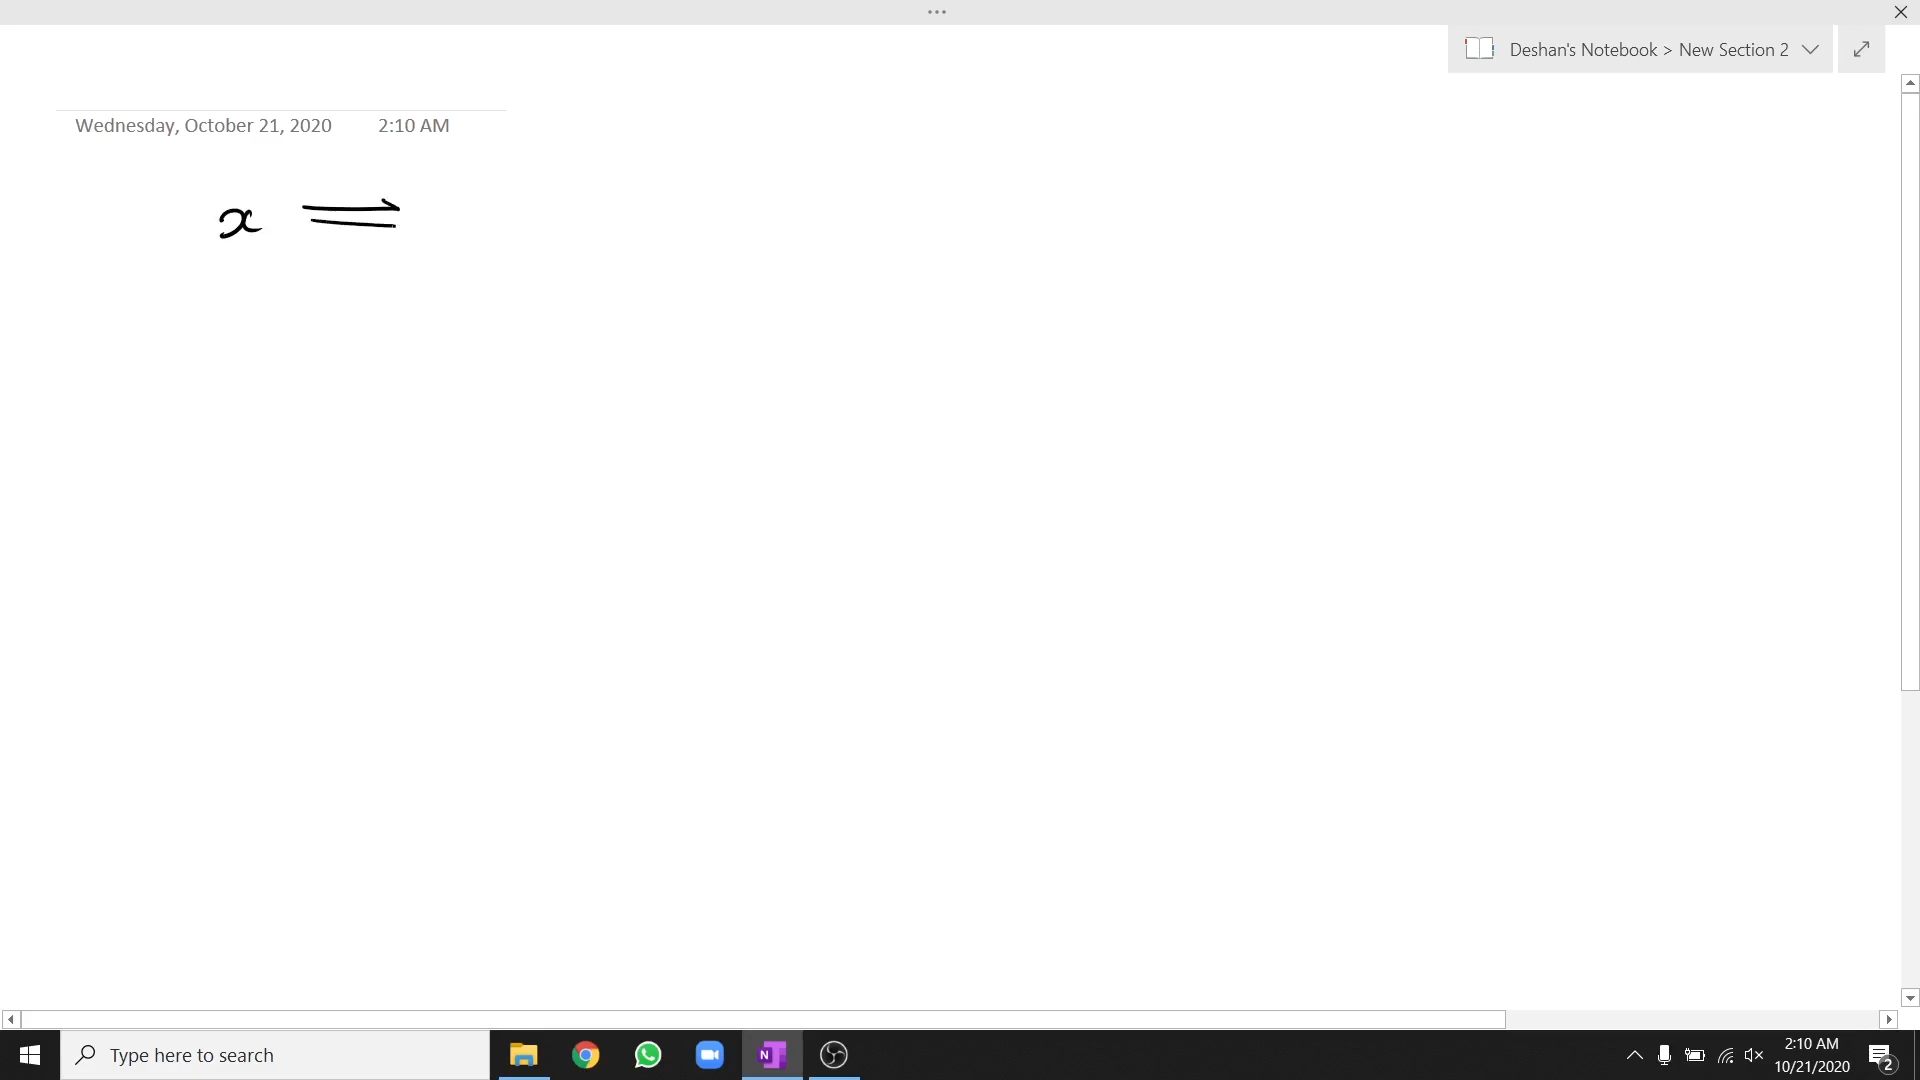 Deshan's Notebook > New Section 2
Wednesday, October 21, 2020 2:10 AM
x ⇌
Type here to search
N
2:10 AM
10/21/2020
2